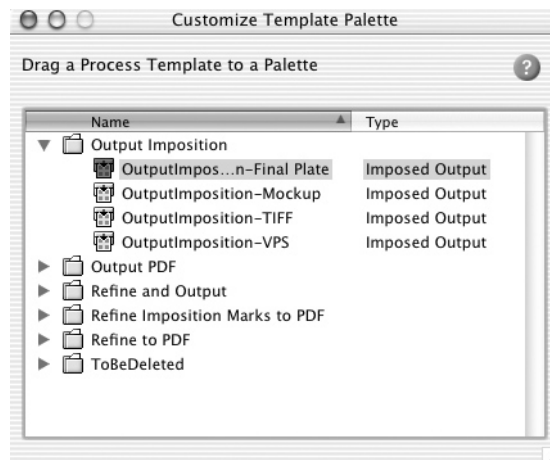 Customize Template Palette
Drag a Process Template to a Palette
?
Name Type
Output Imposition
OutputImpos...n-Final Plate Imposed Output
OutputImposition-Mockup Imposed Output
OutputImposition-TIFF Imposed Output
OutputImposition-VPS Imposed Output
Output PDF
Refine and Output
Refine Imposition Marks to PDF
Refine to PDF
ToBeDeleted